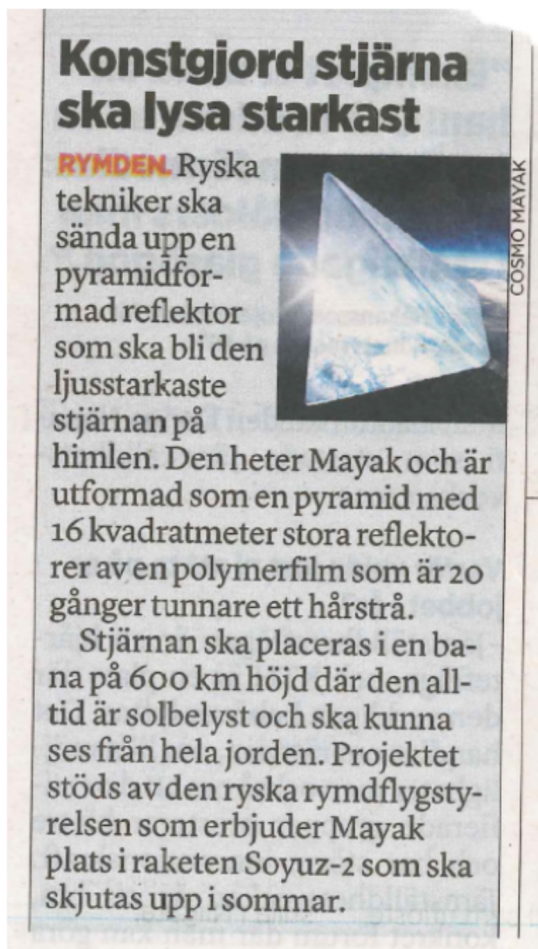 Konstgjord stjärna
ska lysa starkast
RYMDEN. Ryska
tekniker ska
sända upp en
pyramidfor-
mad reflektor
som ska bli den
ljusstarkaste
stjärnan på
himlen. Den heter Mayak och är
utformad som en pyramid med
16 kvadratmeter stora reflekto-
rer av en polymerfilm som är 20
gånger tunnare ett hårstrå.
Stjärnan ska placeras i en ba-
na på 600 km höjd där den all-
tid är solbelyst och ska kunna
ses från hela jorden. Projektet
stöds av den ryska rymdflygsty-
relsen som erbjuder Mayak
plats i raketen Soyuz-2 som ska
skjutas upp i sommar.
COSMO MAYAK